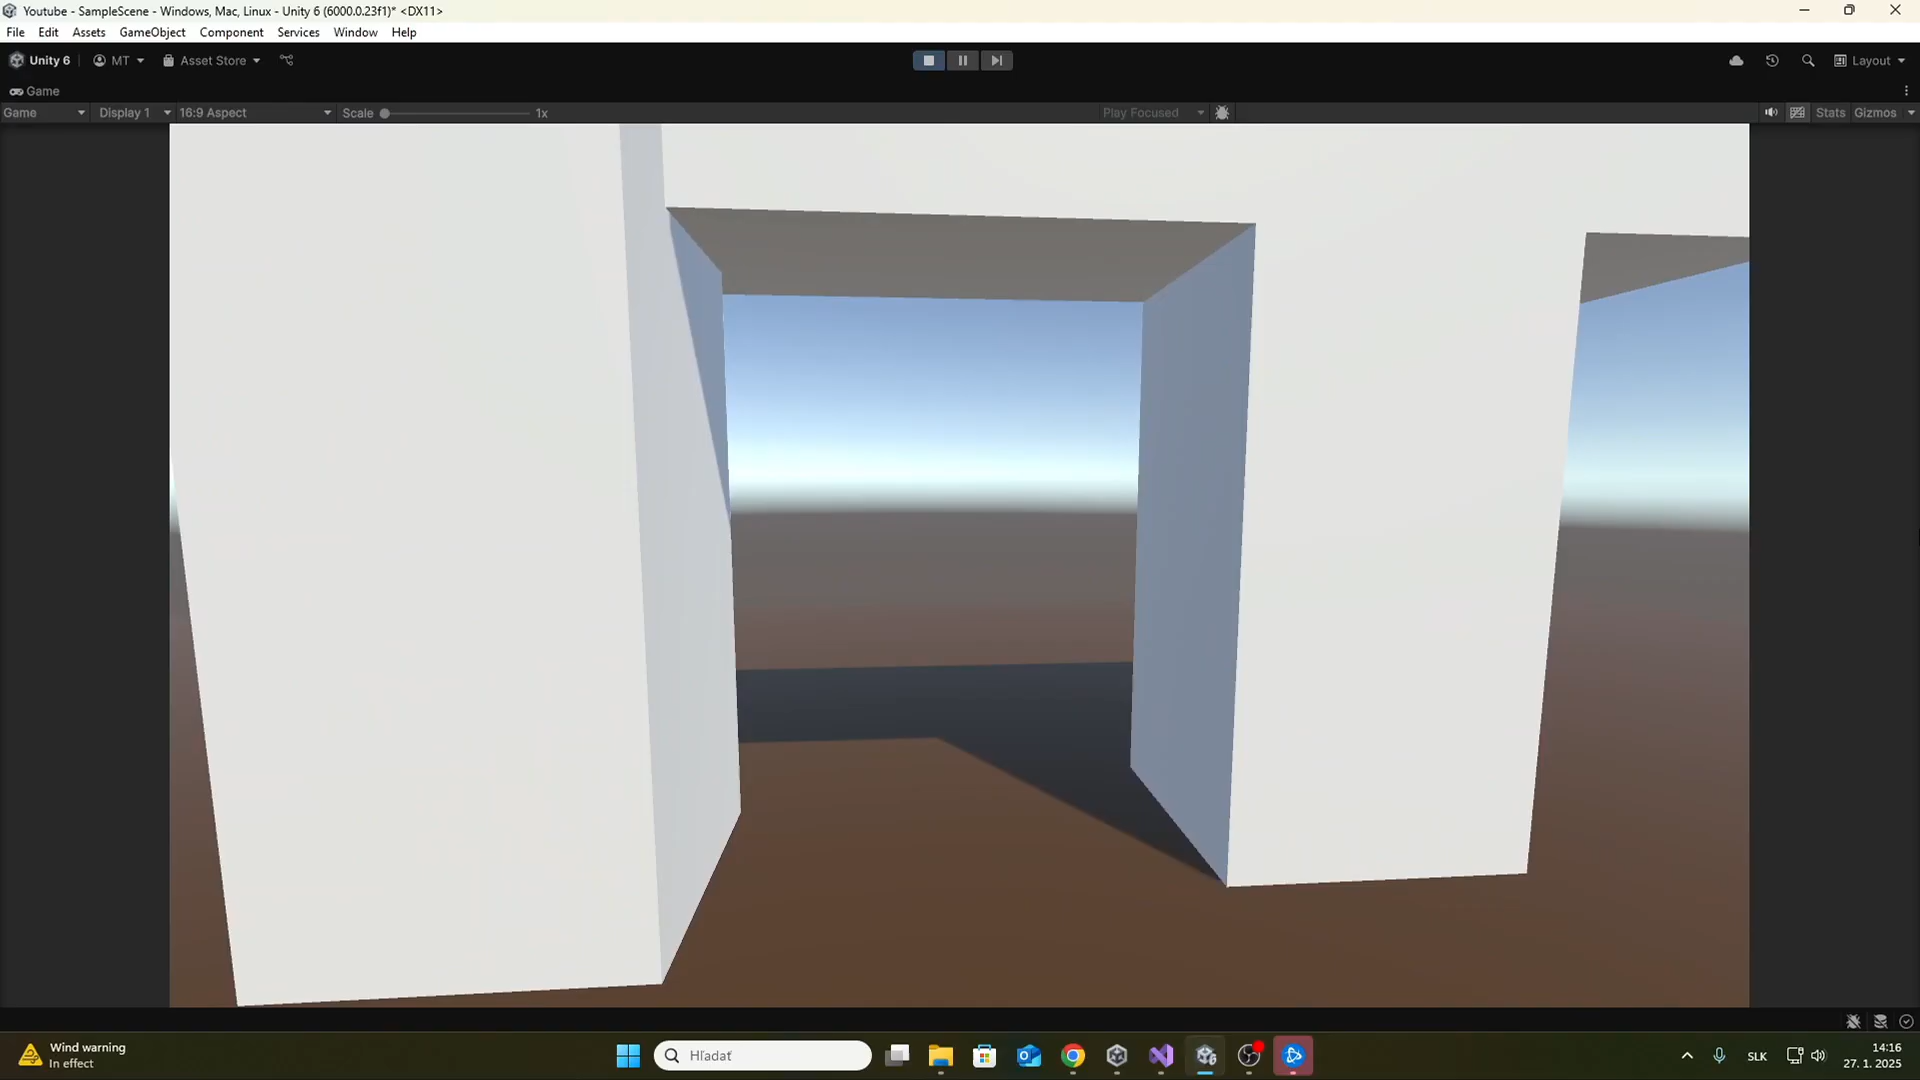 Youtube - SampleScene - Windows, Mac, Linux - Unity 6 (6000.0.23f1)* <DX11>
File Edit Assets GameObject Component Services Window Help
Unity 6 MT Asset Store Layout
Game
Game Display 1 16:9 Aspect Scale 1x Play Focused Stats Gizmos
Wind warning
In effect
Hľadať
SLK
14:16
27. 1. 2025